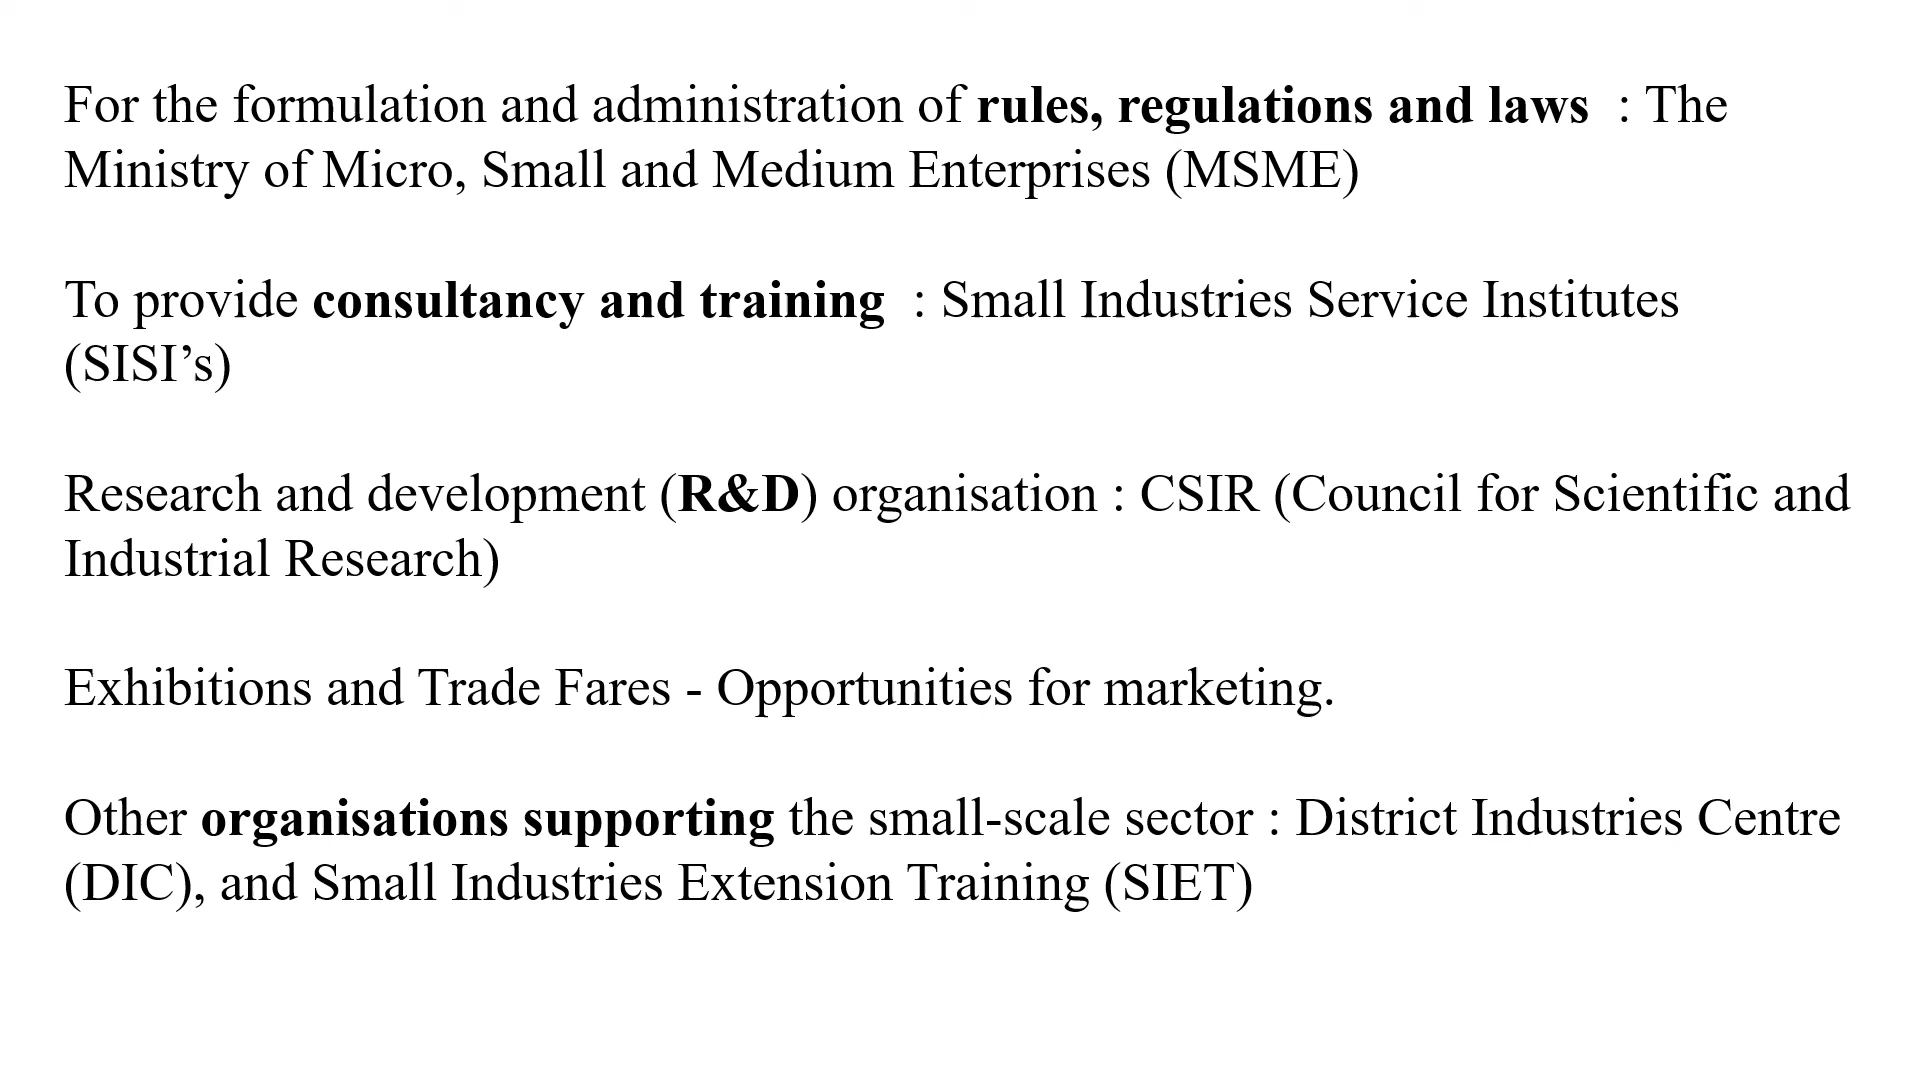 For the formulation and administration of rules, regulations and laws  : The
Ministry of Micro, Small and Medium Enterprises (MSME)
To provide consultancy and training  : Small Industries Service Institutes
(SISI’s)
Research and development (R&D) organisation : CSIR (Council for Scientific and
Industrial Research)
Exhibitions and Trade Fares - Opportunities for marketing.
Other organisations supporting the small-scale sector : District Industries Centre
(DIC), and Small Industries Extension Training (SIET)